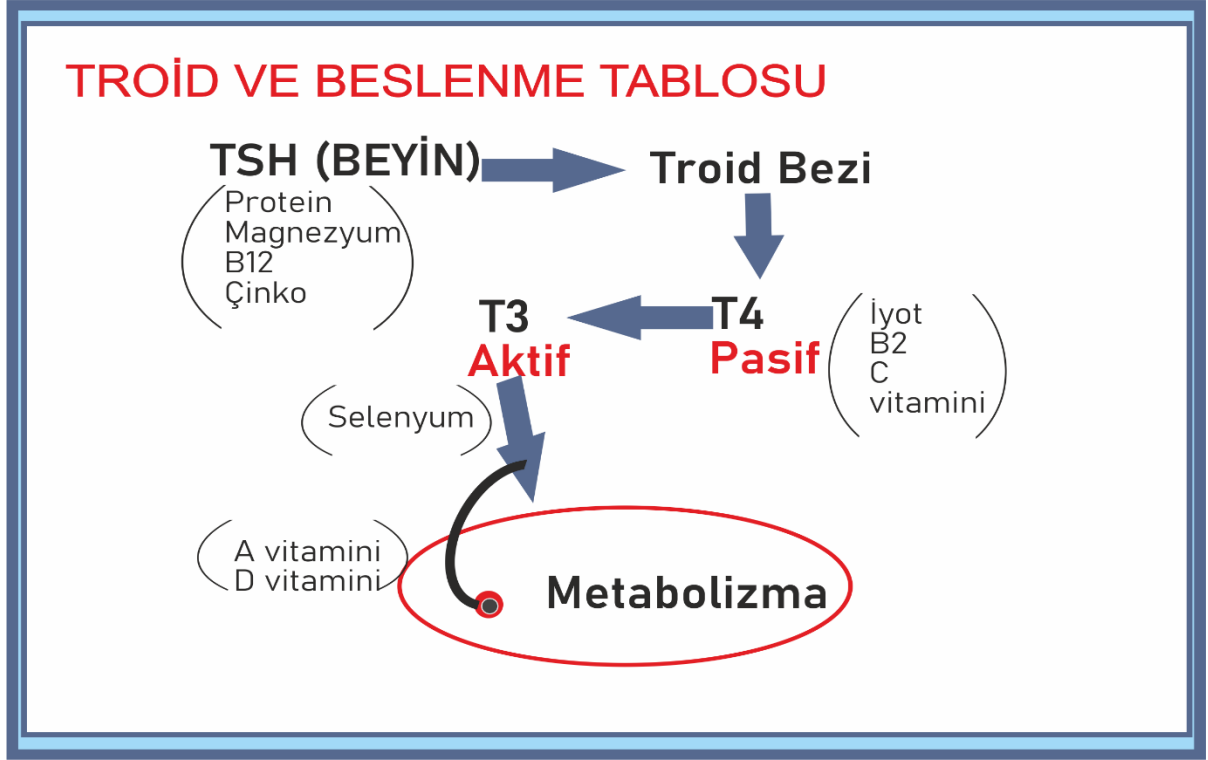 TROİD VE BESLENME TABLOSU
TSH (BEYİN)
Troid Bezi
Protein
Magnezyum
B12
Çinko
T3
Aktif
T4
Pasif
İyot
B2
C
vitamini
Selenyum
A vitamini
D vitamini
Metabolizma